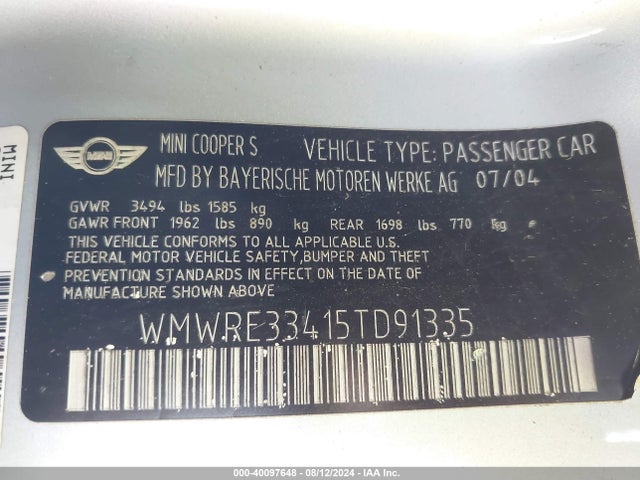 MINI
MINI COOPER S VEHICLE TYPE: PASSENGER CAR
MFD BY BAYERISCHE MOTOREN WERKE AG 07/04
GVWR 3494 lbs 1585 kg
GAWR FRONT 1962 lbs 890 kg REAR 1698 lbs 770 kg
THIS VEHICLE CONFORMS TO ALL APPLICABLE U.S.
FEDERAL MOTOR VEHICLE SAFETY, BUMPER AND THEFT
PREVENTION STANDARDS IN EFFECT ON THE DATE OF
MANUFACTURE SHOWN ABOVE
WMWRE33415TD91335
MINI
000-40097648 - 08/12/2024 - IAA Inc.